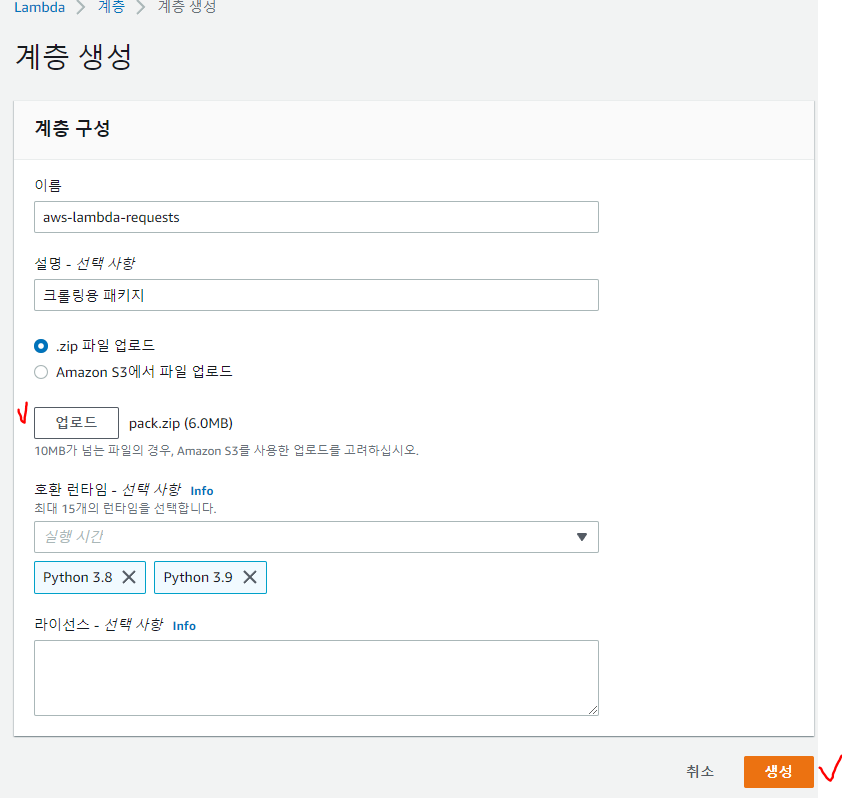 Lambda > 계층 > 계층 생성
계층 생성
계층 구성
이름
aws-lambda-requests
설명 - 선택 사항
크롤링용 패키지
.zip 파일 업로드
Amazon S3에서 파일 업로드
업로드 pack.zip (6.0MB)
10MB가 넘는 파일의 경우, Amazon S3를 사용한 업로드를 고려하십시오.
호환 런타임 - 선택 사항 Info
최대 15개의 런타임을 선택합니다.
실행 시간
Python 3.8 Python 3.9
라이선스 - 선택 사항 Info
취소 생성